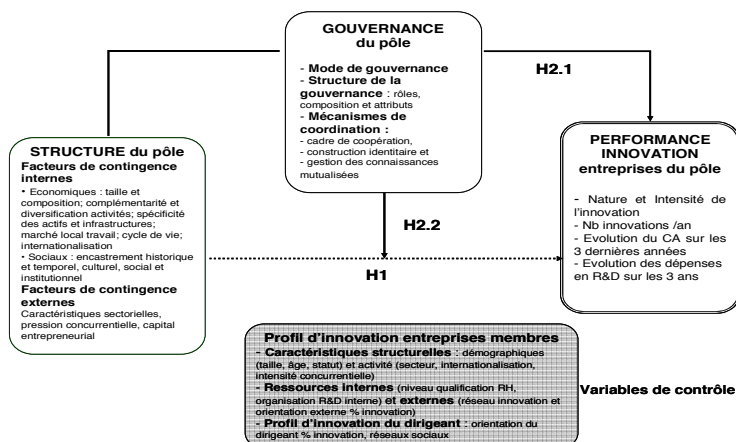 GOUVERNANCE
du pôle
- Mode de gouvernance
- Structure de la
gouvernance : rôles,
composition et attributs
- Mécanismes de
coordination :
- cadre de coopération,
- construction identitaire et
- gestion des connaissances
mutualisées
H2.1
STRUCTURE du pôle
Facteurs de contingence
internes
• Economiques : taille et
composition; complémentarité et
diversification activités; spécificité
des actifs et infrastructures;
marché local travail; cycle de vie;
internationalisation
• Sociaux : encastrement historique
et temporel, culturel, social et
institutionnel
Facteurs de contingence
externes
Caractéristiques sectorielles,
pression concurrentielle, capital
entrepreneurial
PERFORMANCE
INNOVATION
entreprises du pôle
- Nature et Intensité de
l'innovation
- Nb innovations /an
- Evolution du CA sur les
3 dernières années
- Evolution des dépenses
en R&D sur les 3 ans
H2.2
H1
Profil d'innovation entreprises membres
- Caractéristiques structurelles : démographiques
(taille, âge, statut) et activité (secteur, internationalisation,
intensité concurrentielle)
- Ressources internes (niveau qualification RH,
organisation R&D interne) et externes (réseau innovation et
orientation externe % innovation)
- Profil d'innovation du dirigeant : orientation du
dirigeant % innovation, réseaux sociaux
Variables de contrôle